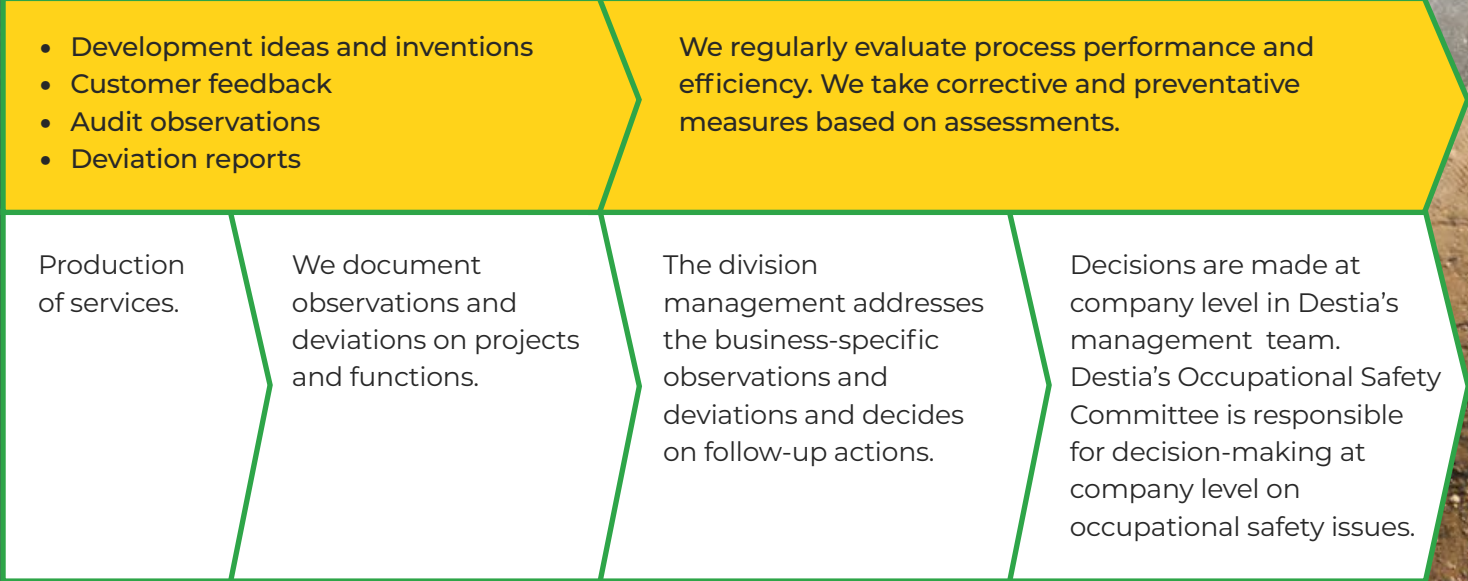 • Development ideas and inventions
• Customer feedback
• Audit observations
• Deviation reports
We regularly evaluate process performance and
efficiency. We take corrective and preventative
measures based on assessments.
Production
of services.
We document
observations and
deviations on projects
and functions.
The division
management addresses
the business-specific
observations and
deviations and decides
on follow-up actions.
Decisions are made at
company level in Destia’s
management team.
Destia’s Occupational Safety
Committee is responsible
for decision-making at
company level on
occupational safety issues.